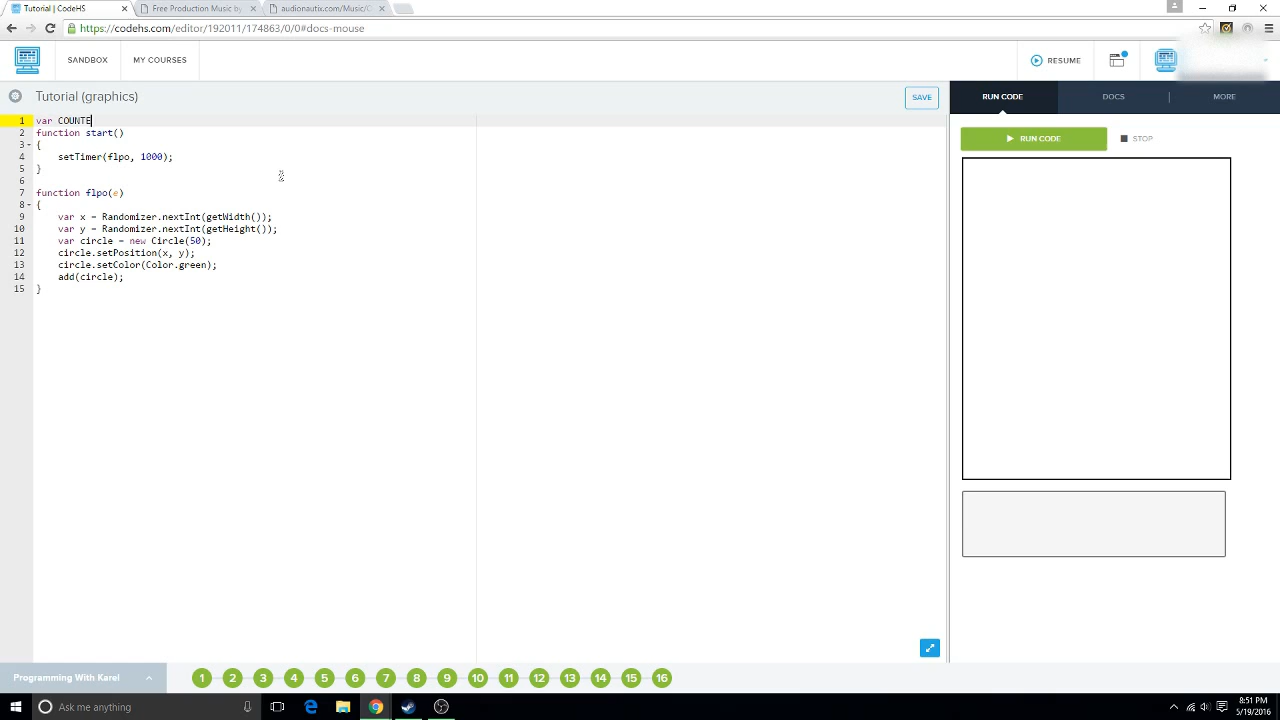 Tutorial | CodeHS
Free Production Music by
audionautix.com/Music/C
https://codehs.com/editor/192011/174863/0/0#docs-mouse
SANDBOX
MY COURSES
RESUME
Tutorial (graphics)
SAVE
RUN CODE
DOCS
MORE
RUN CODE
STOP
1 var COUNTE
2 function start()
3 {
4 setTimer(flpo, 1000);
5 }
6
7 function flpo(e)
8 {
9 var x = Randomizer.nextInt(getWidth());
10 var y = Randomizer.nextInt(getHeight());
11 var circle = new Circle(50);
12 circle.setPosition(x, y);
13 circle.setColor(Color.green);
14 add(circle);
15 }
Programming With Karel
1 2 3 4 5 6 7 8 9 10 11 12 13 14 15 16
Ask me anything
8:51 PM
5/19/2016